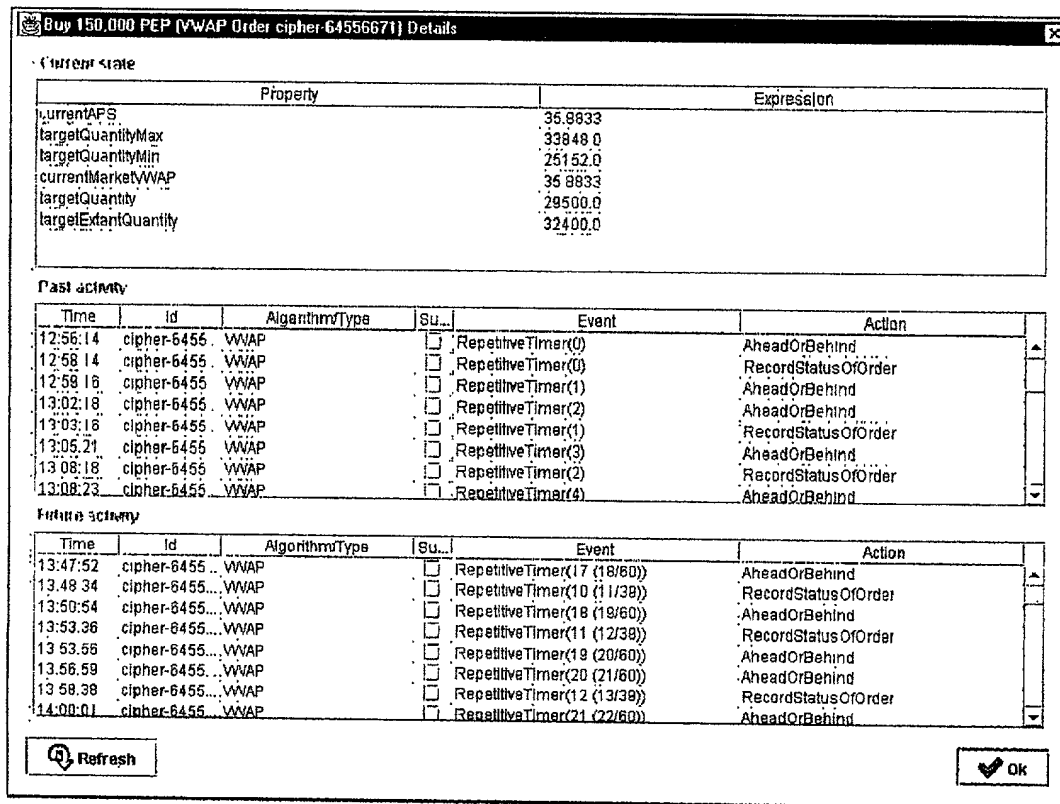 Buy 150,000 PEP (VWAP Order cipher-64556671) Details
Current state
Property Expression
currentAPS 35.8833
targetQuantityMax 33848.0
targetQuantityMin 25152.0
currentMarketVWAP 35 8833
targetQuantity 29500.0
targetExtantQuantity 32400.0
Past activity
Time Id Algorithm/Type Su... Event Action
12:56:14 cipher-6455 . VWAP RepetitiveTimer(0) AheadOrBehind
12:58 14 cipher-6455 . VWAP RepetitiveTimer(0) RecordStatusOfOrder
12:59 16 cipher-6455 VWAP RepetitiveTimer(1) AheadOrBehind
13:02:18 cipher-6455 . VWAP RepetitiveTimer(2) AheadOrBehind
13:03:16 cipher-6455 . VWAP RepetitiveTimer(1) RecordStatusOfOrder
13:05.21 cipher-6455 VWAP RepetitiveTimer(3) AheadOrBehind
13 08:18 cipher-6455 VWAP RepetitiveTimer(2) RecordStatusOfOrder
13:08:23 cipher-6455... VWAP RepetitiveTimer(4) AheadOrBehind
Future activity
Time Id Algorithm/Type Su... Event Action
13:47:52 cipher-6455 ... VWAP RepetitiveTimer(17 (18/60)) AheadOrBehind
13.48 34 cipher-6455.... VWAP RepetitiveTimer(10 (11/39)) RecordStatusOfOrder
13:50:54 cipher-6455.... VWAP RepetitiveTimer(18 (19/60)) AheadOrBehind
13:53.36 cipher-6455.... VWAP RepetitiveTimer(11 (12/39)) RecordStatusOfOrder
13 53.56 cipher-6455.... VWAP RepetitiveTimer(19 (20/60)) AheadOrBehind
13.56.59 cipher-6455.... VWAP RepetitiveTimer(20 (21/60)) AheadOrBehind
13 58.38 cipher-6455.... VWAP RepetitiveTimer(12 (13/39)) RecordStatusOfOrder
14:00:01 cipher-6455... VWAP RepetitiveTimer(21 (22/60)) AheadOrBehind
Refresh Ok